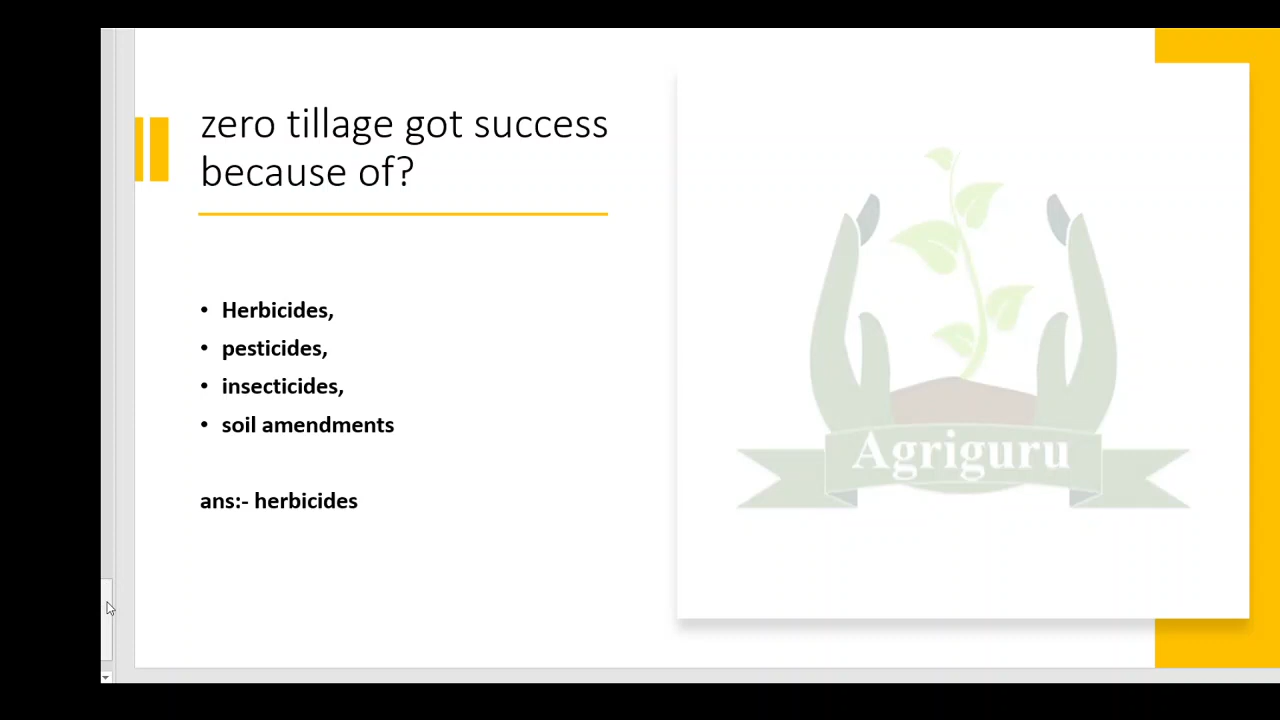 zero tillage got success
because of?
• Herbicides,
• pesticides,
• insecticides,
• soil amendments
ans:- herbicides
Agriguru